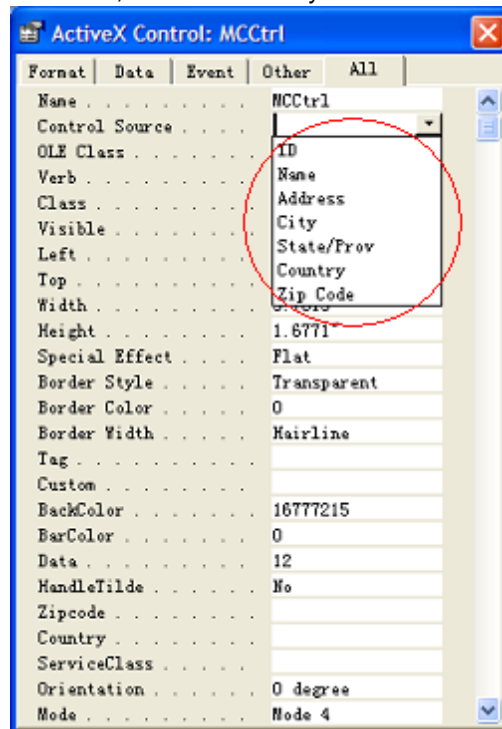 ActiveX Control: MCCtrl
Format Data Event Other All
Name . . . . . . . . . MCCtrl
Control Source . . . .
OLE Class . . . . . . . ID
Verb . . . . . . . . . Name
Class . . . . . . . . . Address
Visible . . . . . . . . City
Left . . . . . . . . . State/Prov
Top . . . . . . . . . . Country
Width . . . . . . . . . Zip Code
Height . . . . . . . . 1.6771"
Special Effect . . . . Flat
Border Style . . . . . Transparent
Border Color . . . . . 0
Border Width . . . . . Hairline
Tag . . . . . . . . . .
Custom . . . . . . . .
BackColor . . . . . . . 16777215
BarColor . . . . . . . 0
Data . . . . . . . . . 12
HandleTilde . . . . . . No
Zipcode . . . . . . . .
Country . . . . . . . .
ServiceClass . . . . .
Orientation . . . . . . 0 degree
Mode . . . . . . . . . Mode 4